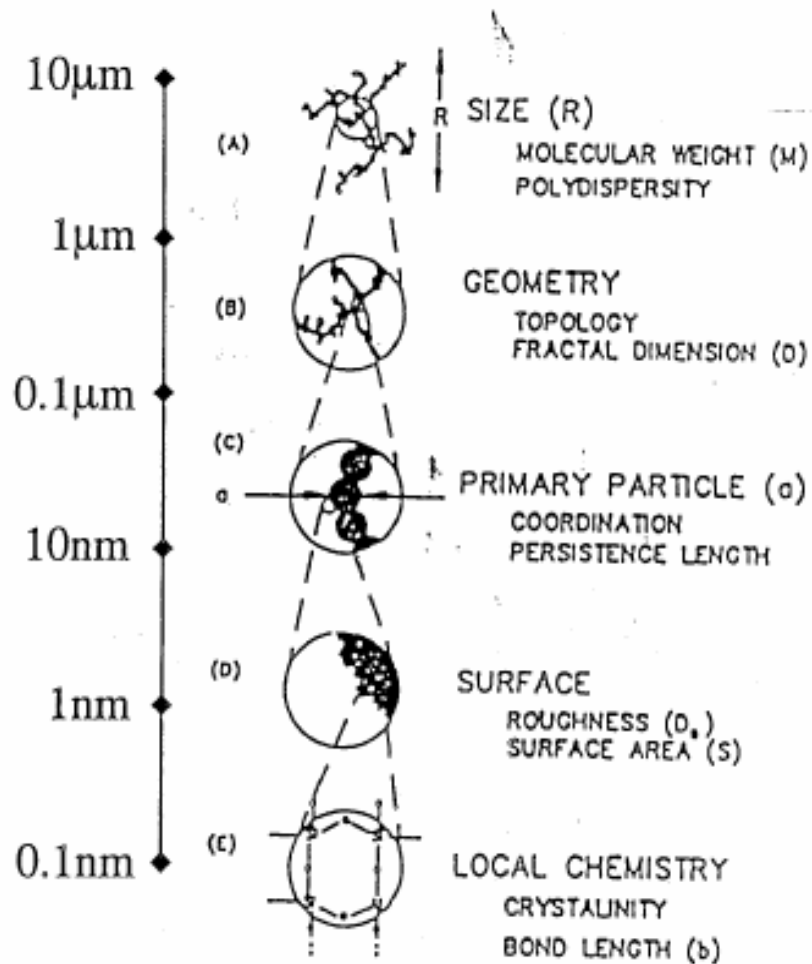 10μm
(A)
R
SIZE (R)
MOLECULAR WEIGHT (M)
POLYDISPERSITY
1μm
(B)
GEOMETRY
TOPOLOGY
FRACTAL DIMENSION (D)
0.1μm
(C)
a
PRIMARY PARTICLE (a)
COORDINATION
PERSISTENCE LENGTH
10nm
(D)
SURFACE
1nm
ROUGHNESS (Dₛ)
SURFACE AREA (S)
(E)
0.1nm
LOCAL CHEMISTRY
CRYSTALINITY
BOND LENGTH (b)